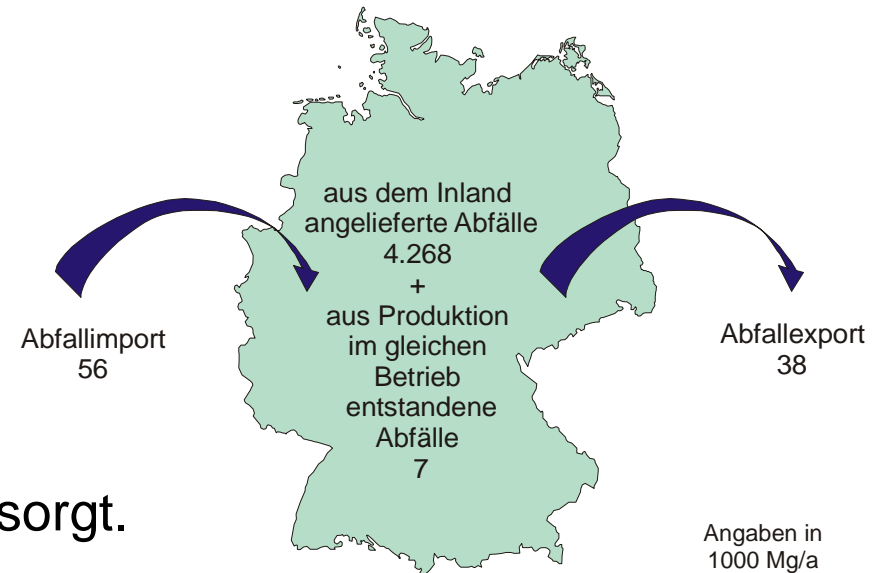 aus dem Inland
angelieferte Abfälle
4.268
+
aus Produktion
im gleichen
Betrieb
entstandene
Abfälle
7
Abfallimport
56
Abfallexport
38
sorgt.
Angaben in
1000 Mg/a